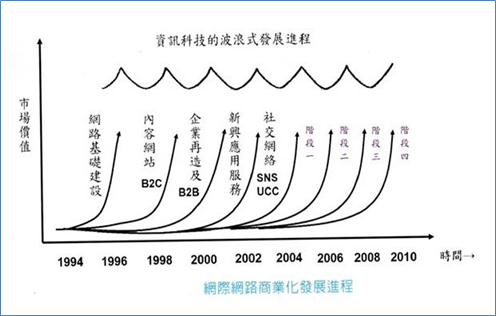 資訊科技的波浪式發展進程
市場價值
網路基礎建設
內容網站
B2C
企業再造及
B2B
新興應用服務
社交網絡
SNS
UCC
階段一
階段二
階段三
階段四
1994 1996 1998 2000 2002 2004 2006 2008 2010 時間→
網際網路商業化發展進程